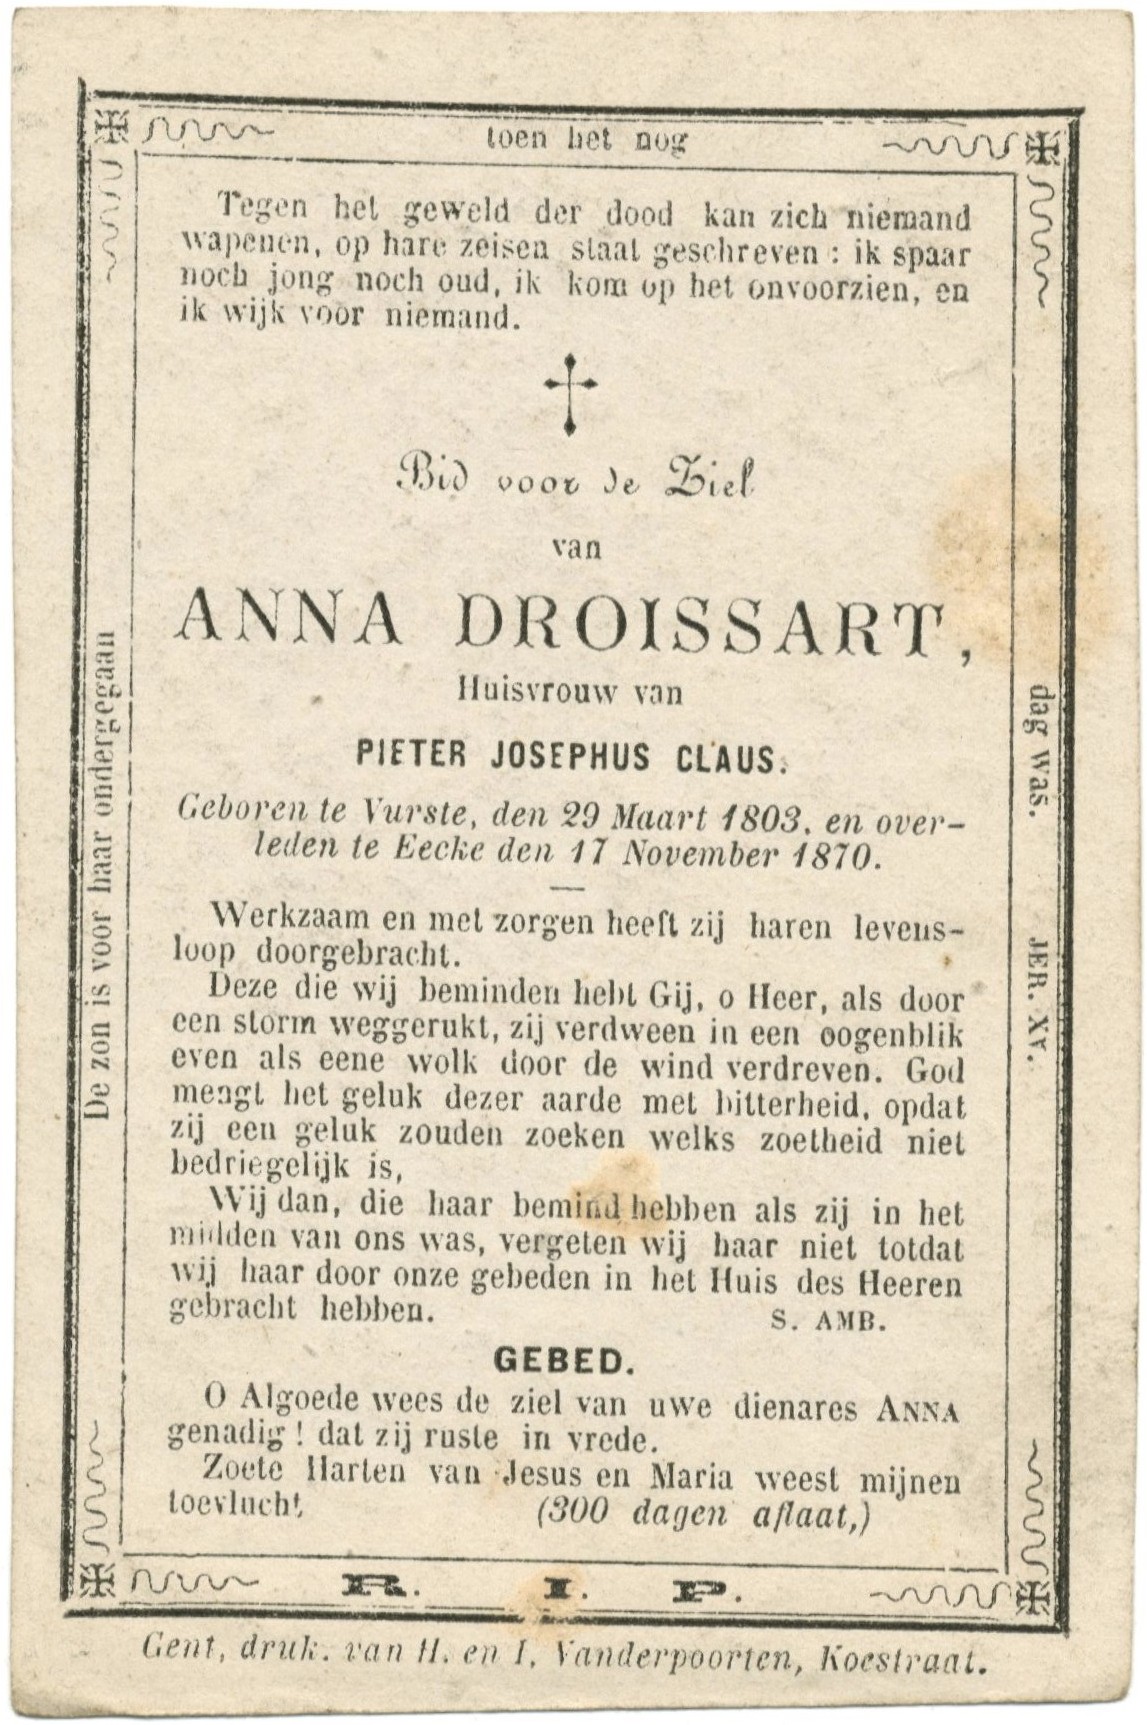 De zon is voor haar ondergegaan
toen het nog
dag was. JER. XV.
Tegen het geweld der dood kan zich niemand
wapenen, op hare zeisen staat geschreven : ik spaar
noch jong noch oud, ik kom op het onvoorzien, en
ik wijk voor niemand.
Bid voor de Ziel
van
ANNA DROISSART,
Huisvrouw van
PIETER JOSEPHUS CLAUS.
Geboren te Vurste, den 29 Maart 1803. en over-
leden te Eecke den 17 November 1870.
Werkzaam en met zorgen heeft zij haren levens-
loop doorgebracht.
Deze die wij beminden hebt Gij, o Heer, als door
een storm weggerukt, zij verdween in een oogenblik
even als eene wolk door de wind verdreven. God
mengt het geluk dezer aarde met bitterheid, opdat
zij een geluk zouden zoeken welks zoetheid niet
bedriegelijk is,
Wij dan, die haar bemind hebben als zij in het
midden van ons was, vergeten wij haar niet totdat
wij haar door onze gebeden in het Huis des Heeren
gebracht hebben. S. AMB.
GEBED.
O Algoede wees de ziel van uwe dienares ANNA
genadig ! dat zij ruste in vrede.
Zoete Harten van Jesus en Maria weest mijnen
toevlucht, (300 dagen aflaat,)
R. I. P.
Gent, druk. van H. en I. Vanderpoorten, Koestraat.